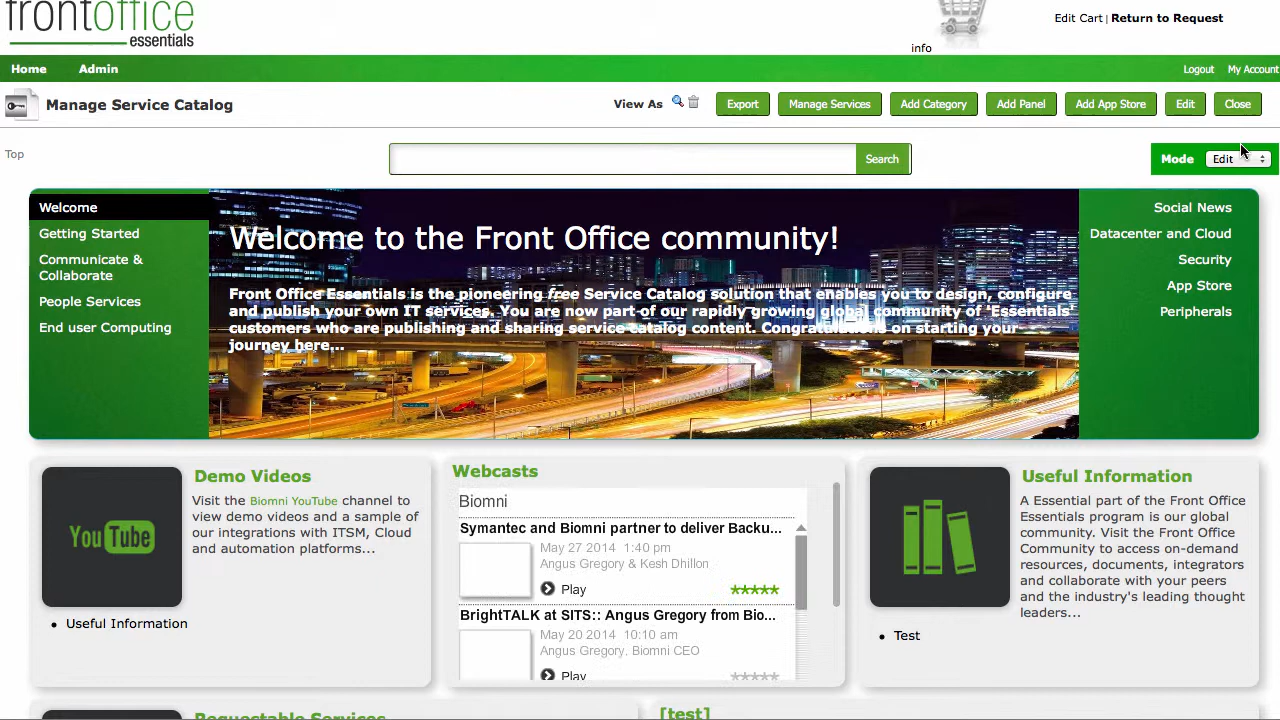 frontoffice
essentials
info
Edit Cart | Return to Request
Home Admin Logout My Account
Manage Service Catalog View As Export Manage Services Add Category Add Panel Add App Store Edit Close
Top Search Mode Edit
Welcome
Getting Started
Communicate &
Collaborate
People Services
End user Computing
Welcome to the Front Office community!
Front Office Essentials is the pioneering free Service Catalog solution that enables you to design, configure
and publish your own IT services. You are now part of our rapidly growing global community of 'Essentials'
customers who are publishing and sharing service catalog content. Congratulations on starting your
journey here...
Social News
Datacenter and Cloud
Security
App Store
Peripherals
YouTube
Demo Videos
Visit the Biomni YouTube channel to
view demo videos and a sample of
our integrations with ITSM, Cloud
and automation platforms...
• Useful Information
Webcasts
Biomni
Symantec and Biomni partner to deliver Backu...
May 27 2014 1:40 pm
Angus Gregory & Kesh Dhillon
Play
BrightTALK at SITS:: Angus Gregory from Bio...
May 20 2014 10:10 am
Angus Gregory, Biomni CEO
Play
Useful Information
A Essential part of the Front Office
Essentials program is our global
community. Visit the Front Office
Community to access on-demand
resources, documents, integrators
and collaborate with your peers
and the industry's leading thought
leaders...
• Test
Requestable Services
[test]